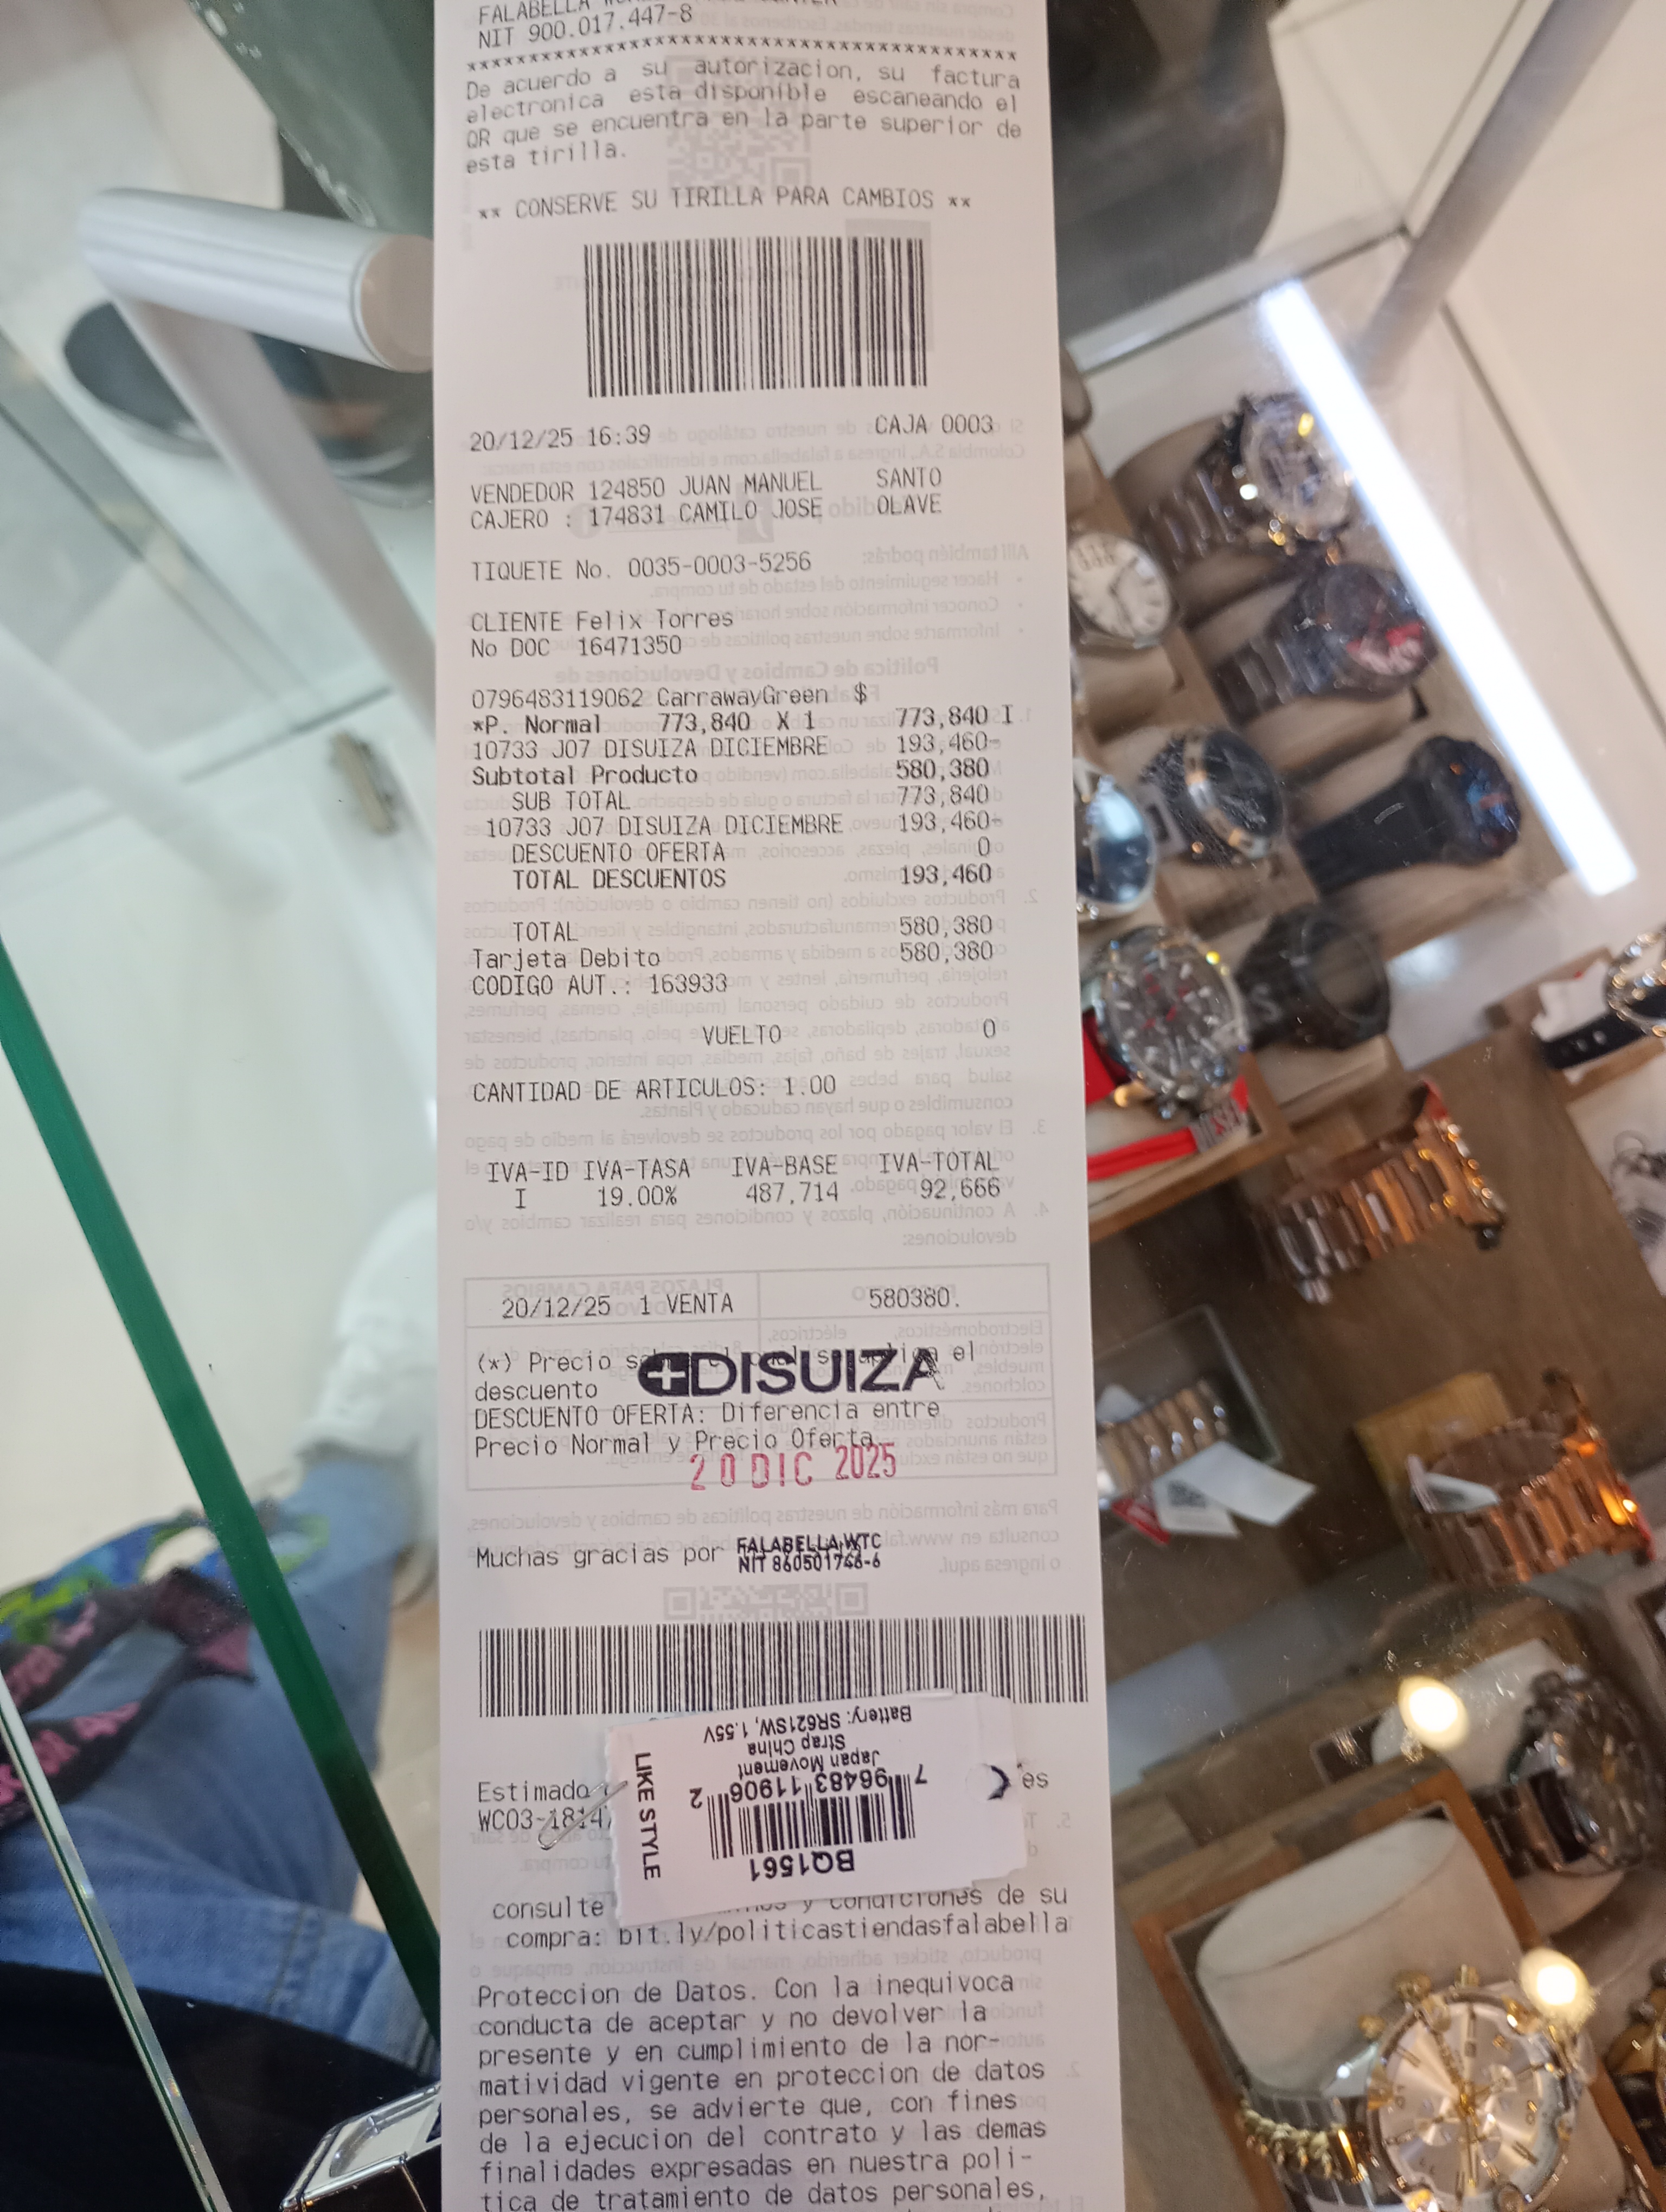 FALABELLA
NIT 900.017.447-8
******************************************
De acuerdo a su autorizacion, su factura
electronica esta disponible escaneando el
QR que se encuentra en la parte superior de
esta tirilla.
** CONSERVE SU TIRILLA PARA CAMBIOS **
20/12/25 16:39 CAJA 0003
VENDEDOR 124850 JUAN MANUEL SANTO
CAJERO : 174831 CAMILO JOSE OLAVE
TIQUETE No. 0035-0003-5256
CLIENTE Felix Torres
No DOC 16471350
0796483119062 CarrawayGreen $
*P. Normal 773,840 X 1 773,840 I
10733 J07 DISUIZA DICIEMBRE 193,460-
Subtotal Producto 580,380
SUB TOTAL 773,840
10733 J07 DISUIZA DICIEMBRE 193,460-
DESCUENTO OFERTA 0
TOTAL DESCUENTOS 193,460
TOTAL 580,380
Tarjeta Debito 580,380
CODIGO AUT.: 163933
VUELTO 0
CANTIDAD DE ARTICULOS: 1.00
IVA-ID IVA-TASA IVA-BASE IVA-TOTAL
I 19.00% 487,714 92,666
20/12/25 1 VENTA 580380.
(*) Precio el
descuento
DISUIZA
DESCUENTO OFERTA: Diferencia entre
Precio Normal y Precio Oferta
20 DIC 2025
Muchas gracias por
FALABELLA WTC
NIT 860501766-6
Estimado es
WC03-1814
LIKE STYLE
BQ1561
7 96483 11906 2
Japan Movement
Strap China
Battery: SR621SW, 1.55V
consulte y condiciones de su
compra: bit.ly/politicastiendasfalabella
Proteccion de Datos. Con la inequivoca
conducta de aceptar y no devolver la
presente y en cumplimiento de la nor-
matividad vigente en proteccion de datos
personales, se advierte que, con fines
de la ejecucion del contrato y las demas
finalidades expresadas en nuestra poli-
tica de tratamiento de datos personales,